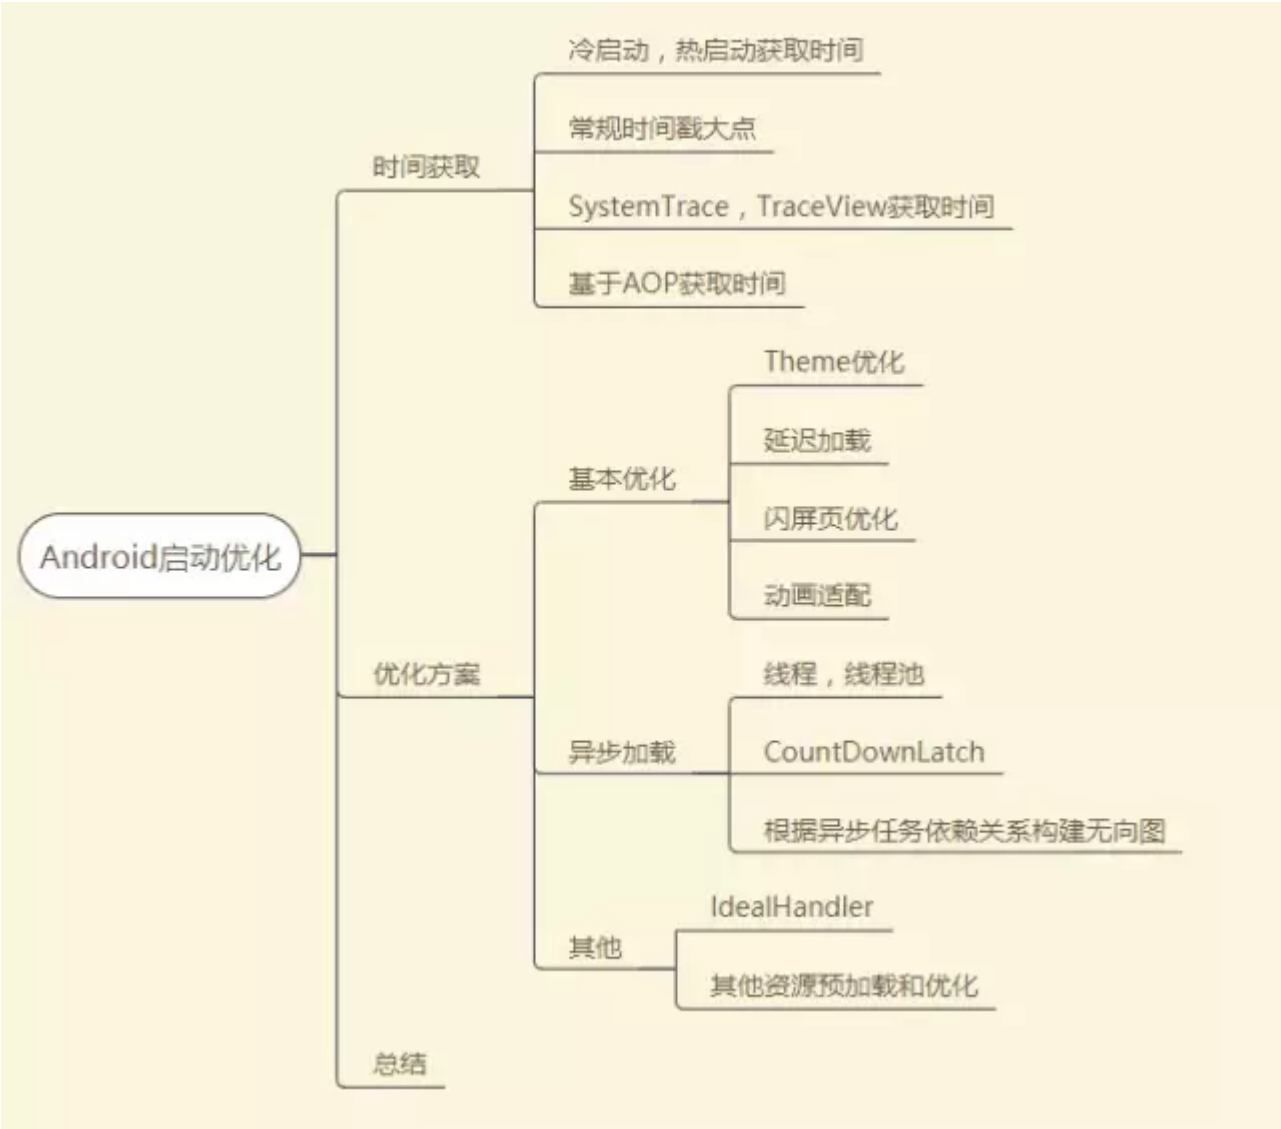 Android启动优化
时间获取
冷启动，热启动获取时间
常规时间戳大点
SystemTrace，TraceView获取时间
基于AOP获取时间
优化方案
基本优化
Theme优化
延迟加载
闪屏页优化
动画适配
异步加载
线程，线程池
CountDownLatch
根据异步任务依赖关系构建无向图
其他
IdealHandler
其他资源预加载和优化
总结